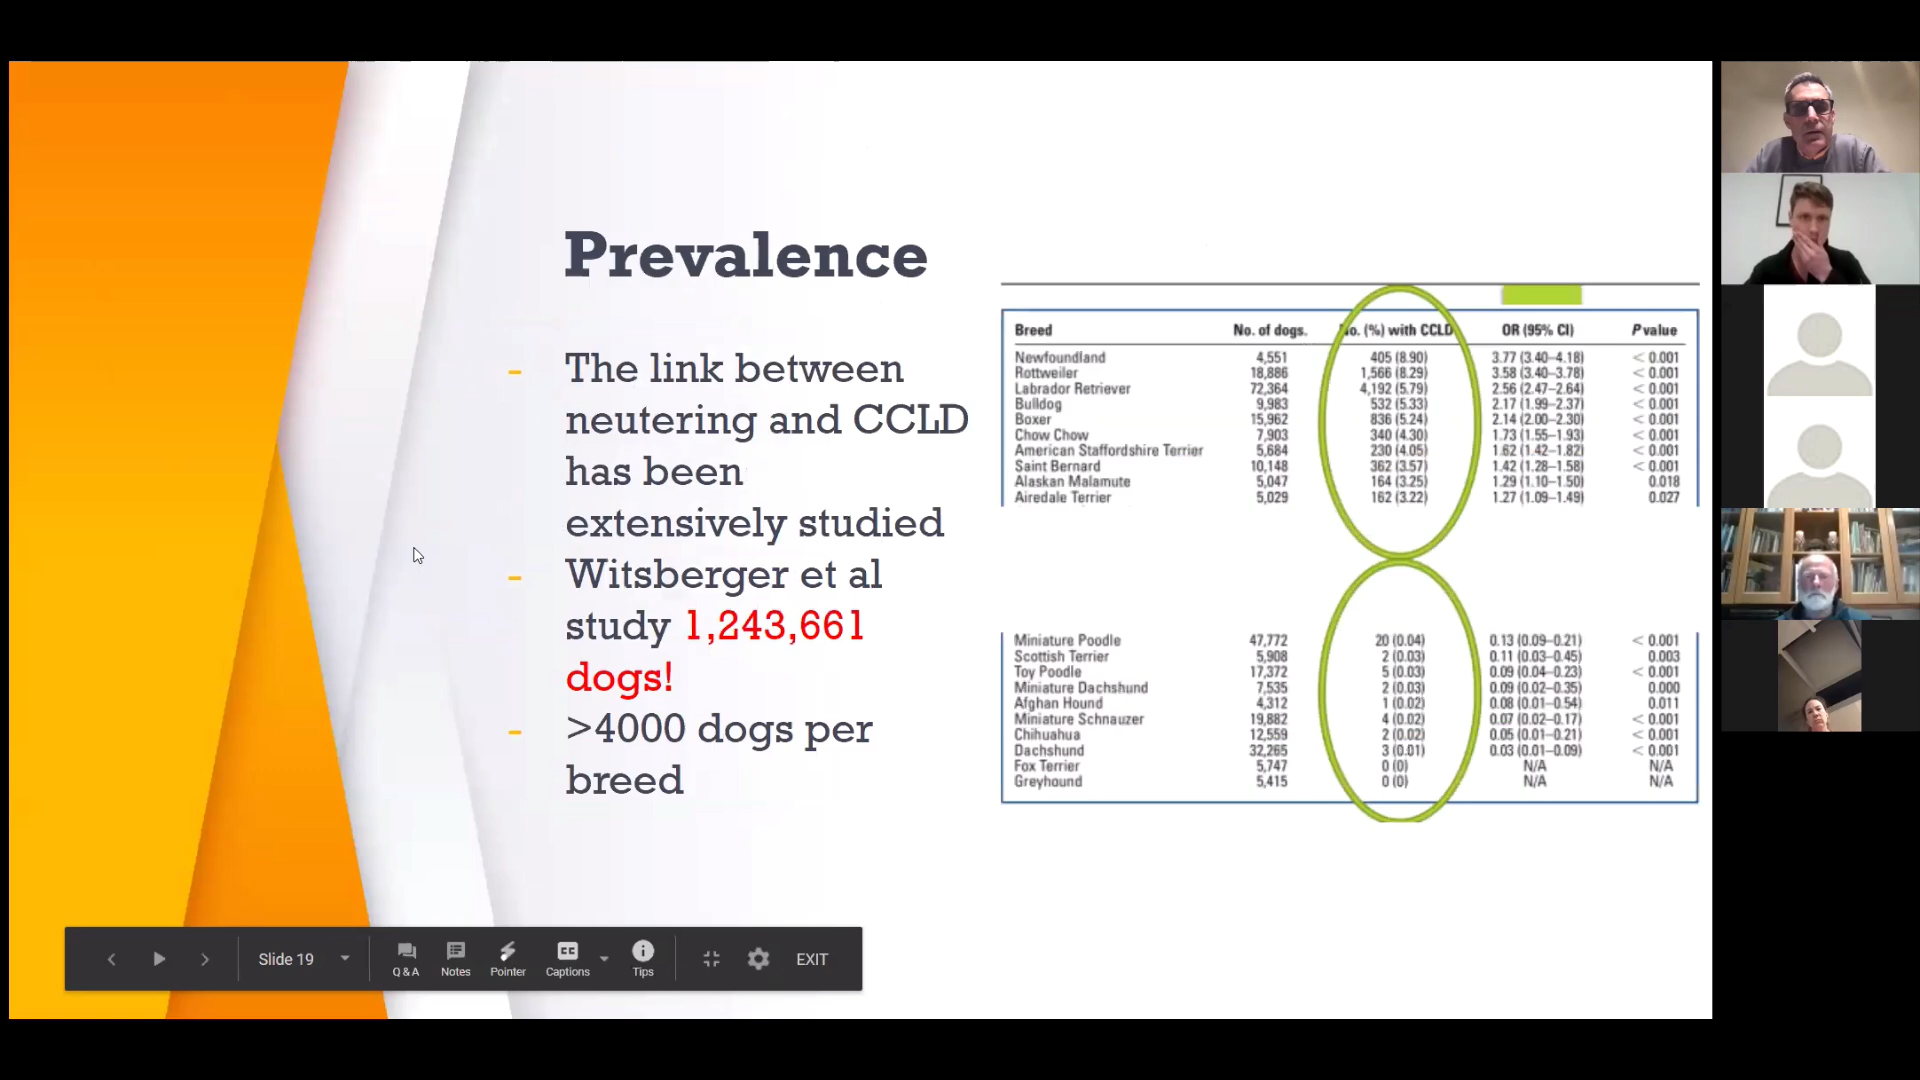 Prevalence
- The link between
neutering and CCLD
has been
extensively studied
- Witsberger et al
study 1,243,661
dogs!
- >4000 dogs per
breed
Breed No. of dogs. No. (%) with CCLD OR (95% CI) P value
Newfoundland 4,551 405 (8.90) 3.77 (3.40–4.18) < 0.001
Rottweiler 18,886 1,566 (8.29) 3.58 (3.40–3.78) < 0.001
Labrador Retriever 72,364 4,192 (5.79) 2.56 (2.47–2.64) < 0.001
Bulldog 9,983 532 (5.33) 2.17 (1.99–2.37) < 0.001
Boxer 15,962 836 (5.24) 2.14 (2.00–2.30) < 0.001
Chow Chow 7,903 340 (4.30) 1.73 (1.55–1.93) < 0.001
American Staffordshire Terrier 5,684 230 (4.05) 1.62 (1.42–1.82) < 0.001
Saint Bernard 10,148 362 (3.57) 1.42 (1.28–1.58) < 0.001
Alaskan Malamute 5,047 164 (3.25) 1.29 (1.10–1.50) 0.018
Airedale Terrier 5,029 162 (3.22) 1.27 (1.09–1.49) 0.027
Miniature Poodle 47,772 20 (0.04) 0.13 (0.09–0.21) < 0.001
Scottish Terrier 5,908 2 (0.03) 0.11 (0.03–0.45) 0.003
Toy Poodle 17,372 5 (0.03) 0.09 (0.04–0.23) < 0.001
Miniature Dachshund 7,535 2 (0.03) 0.09 (0.02–0.35) 0.000
Afghan Hound 4,312 1 (0.02) 0.08 (0.01–0.54) 0.011
Miniature Schnauzer 19,882 4 (0.02) 0.07 (0.02–0.17) < 0.001
Chihuahua 12,559 2 (0.02) 0.05 (0.01–0.21) < 0.001
Dachshund 32,265 3 (0.01) 0.03 (0.01–0.09) < 0.001
Fox Terrier 5,747 0 (0) N/A N/A
Greyhound 5,415 0 (0) N/A N/A
Slide 19 Q & A Notes Pointer CC Captions Tips EXIT